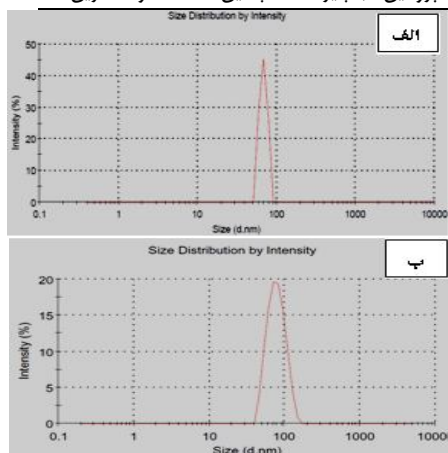 Size Distribution by Intensity
الف
50
40
30
20
10
0
Intensity (%)
0.1 1 10 100 1000 10000
Size (d.nm)
Size Distribution by Intensity
ب
20
15
10
5
0
Intensity (%)
0.1 1 10 100 1000 1000
Size (d.nm)